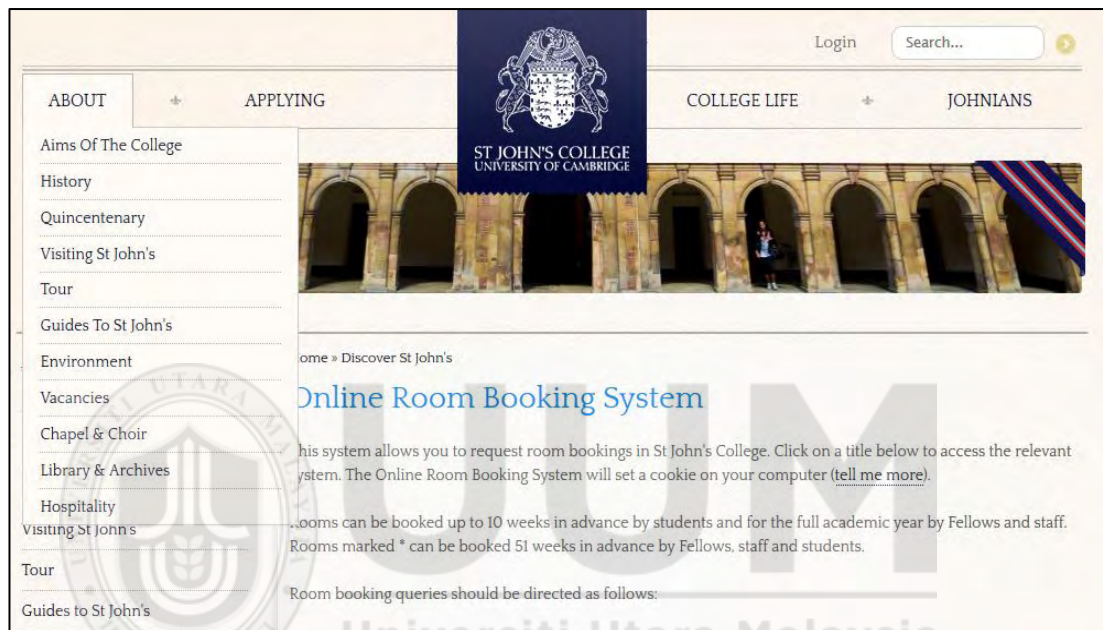 Login
Search...
ABOUT
APPLYING
COLLEGE LIFE
JOHNIANS
ST JOHN'S COLLEGE
UNIVERSITY OF CAMBRIDGE
Aims Of The College
History
Quincentenary
Visiting St John's
Tour
Guides To St John's
Environment
Vacancies
Chapel & Choir
Library & Archives
Hospitality
Visiting St John's
Tour
Guides to St John's
ome » Discover St John's
Online Room Booking System
his system allows you to request room bookings in St John's College. Click on a title below to access the relevant
ystem. The Online Room Booking System will set a cookie on your computer (tell me more).
Rooms can be booked up to 10 weeks in advance by students and for the full academic year by Fellows and staff.
Rooms marked * can be booked 51 weeks in advance by Fellows, staff and students.
Room booking queries should be directed as follows:
UUM
Universiti Utara Malaysia
UNIVERSITI UTARA MALAYSIA